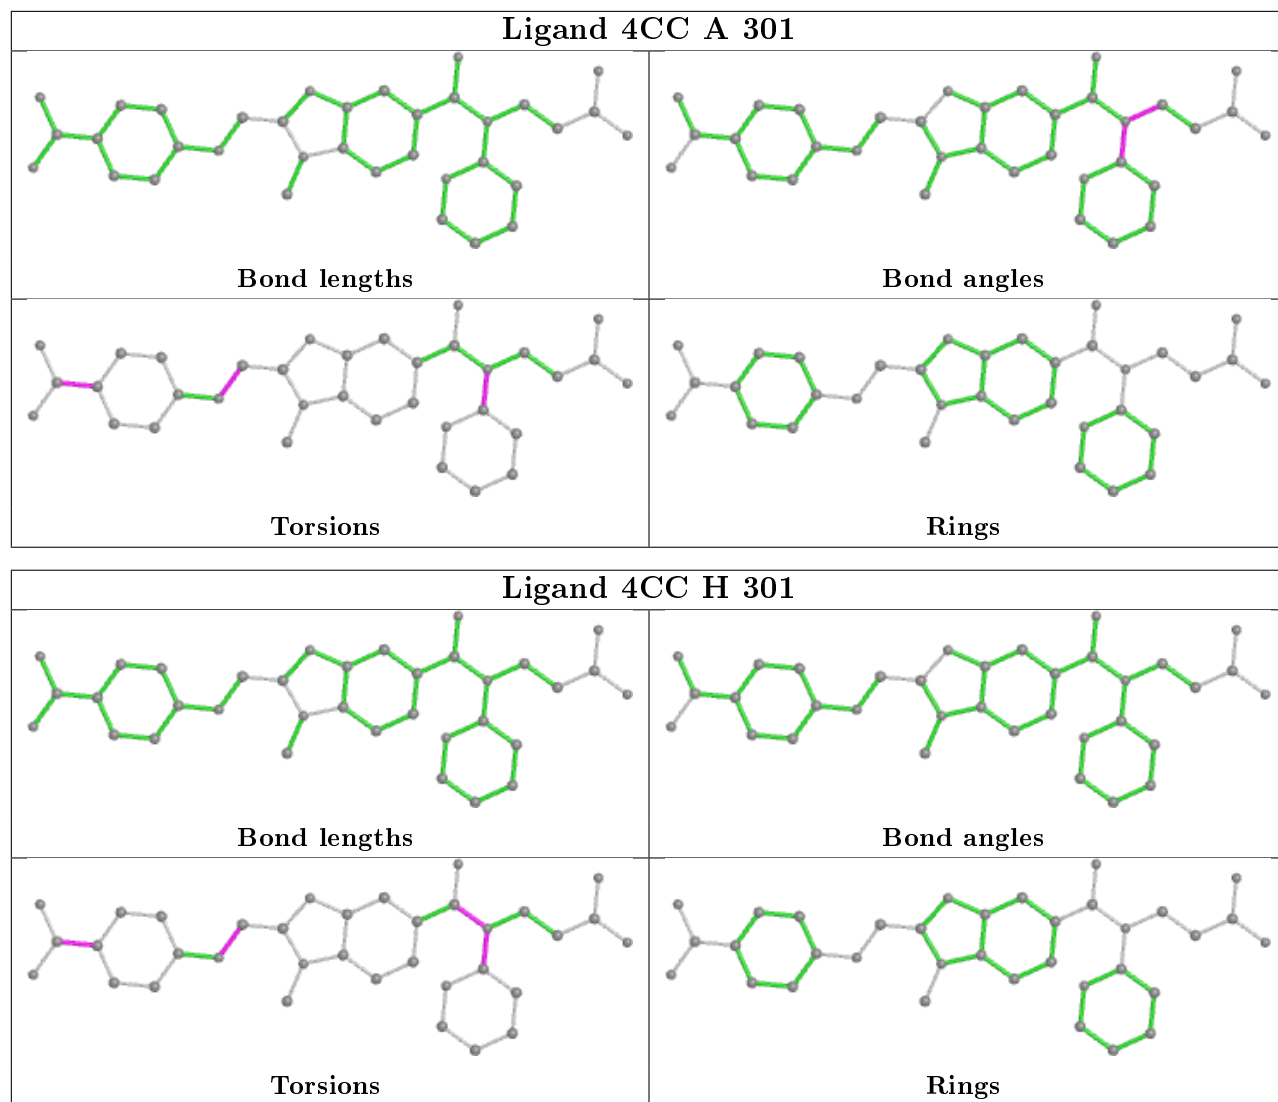 Ligand 4CC A 301
Bond lengths
Bond angles
Torsions
Rings
Ligand 4CC H 301
Bond lengths
Bond angles
Torsions
Rings